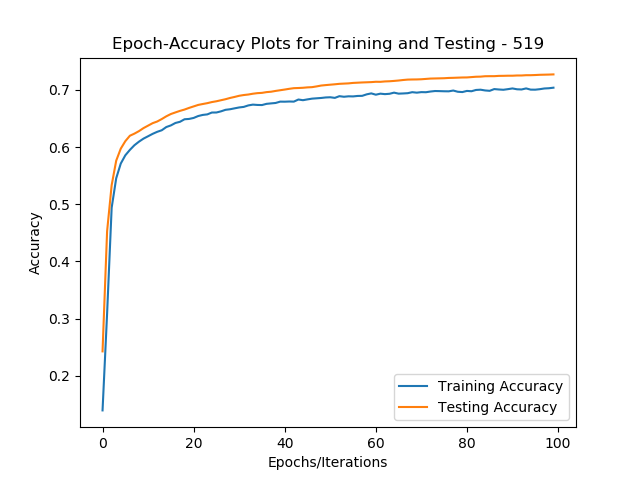 Epoch-Accuracy Plots for Training and Testing - 519
0.7
0.6
0.5
0.4
0.3
0.2
Accuracy
0
20
40
60
80
100
Epochs/Iterations
Training Accuracy
Testing Accuracy